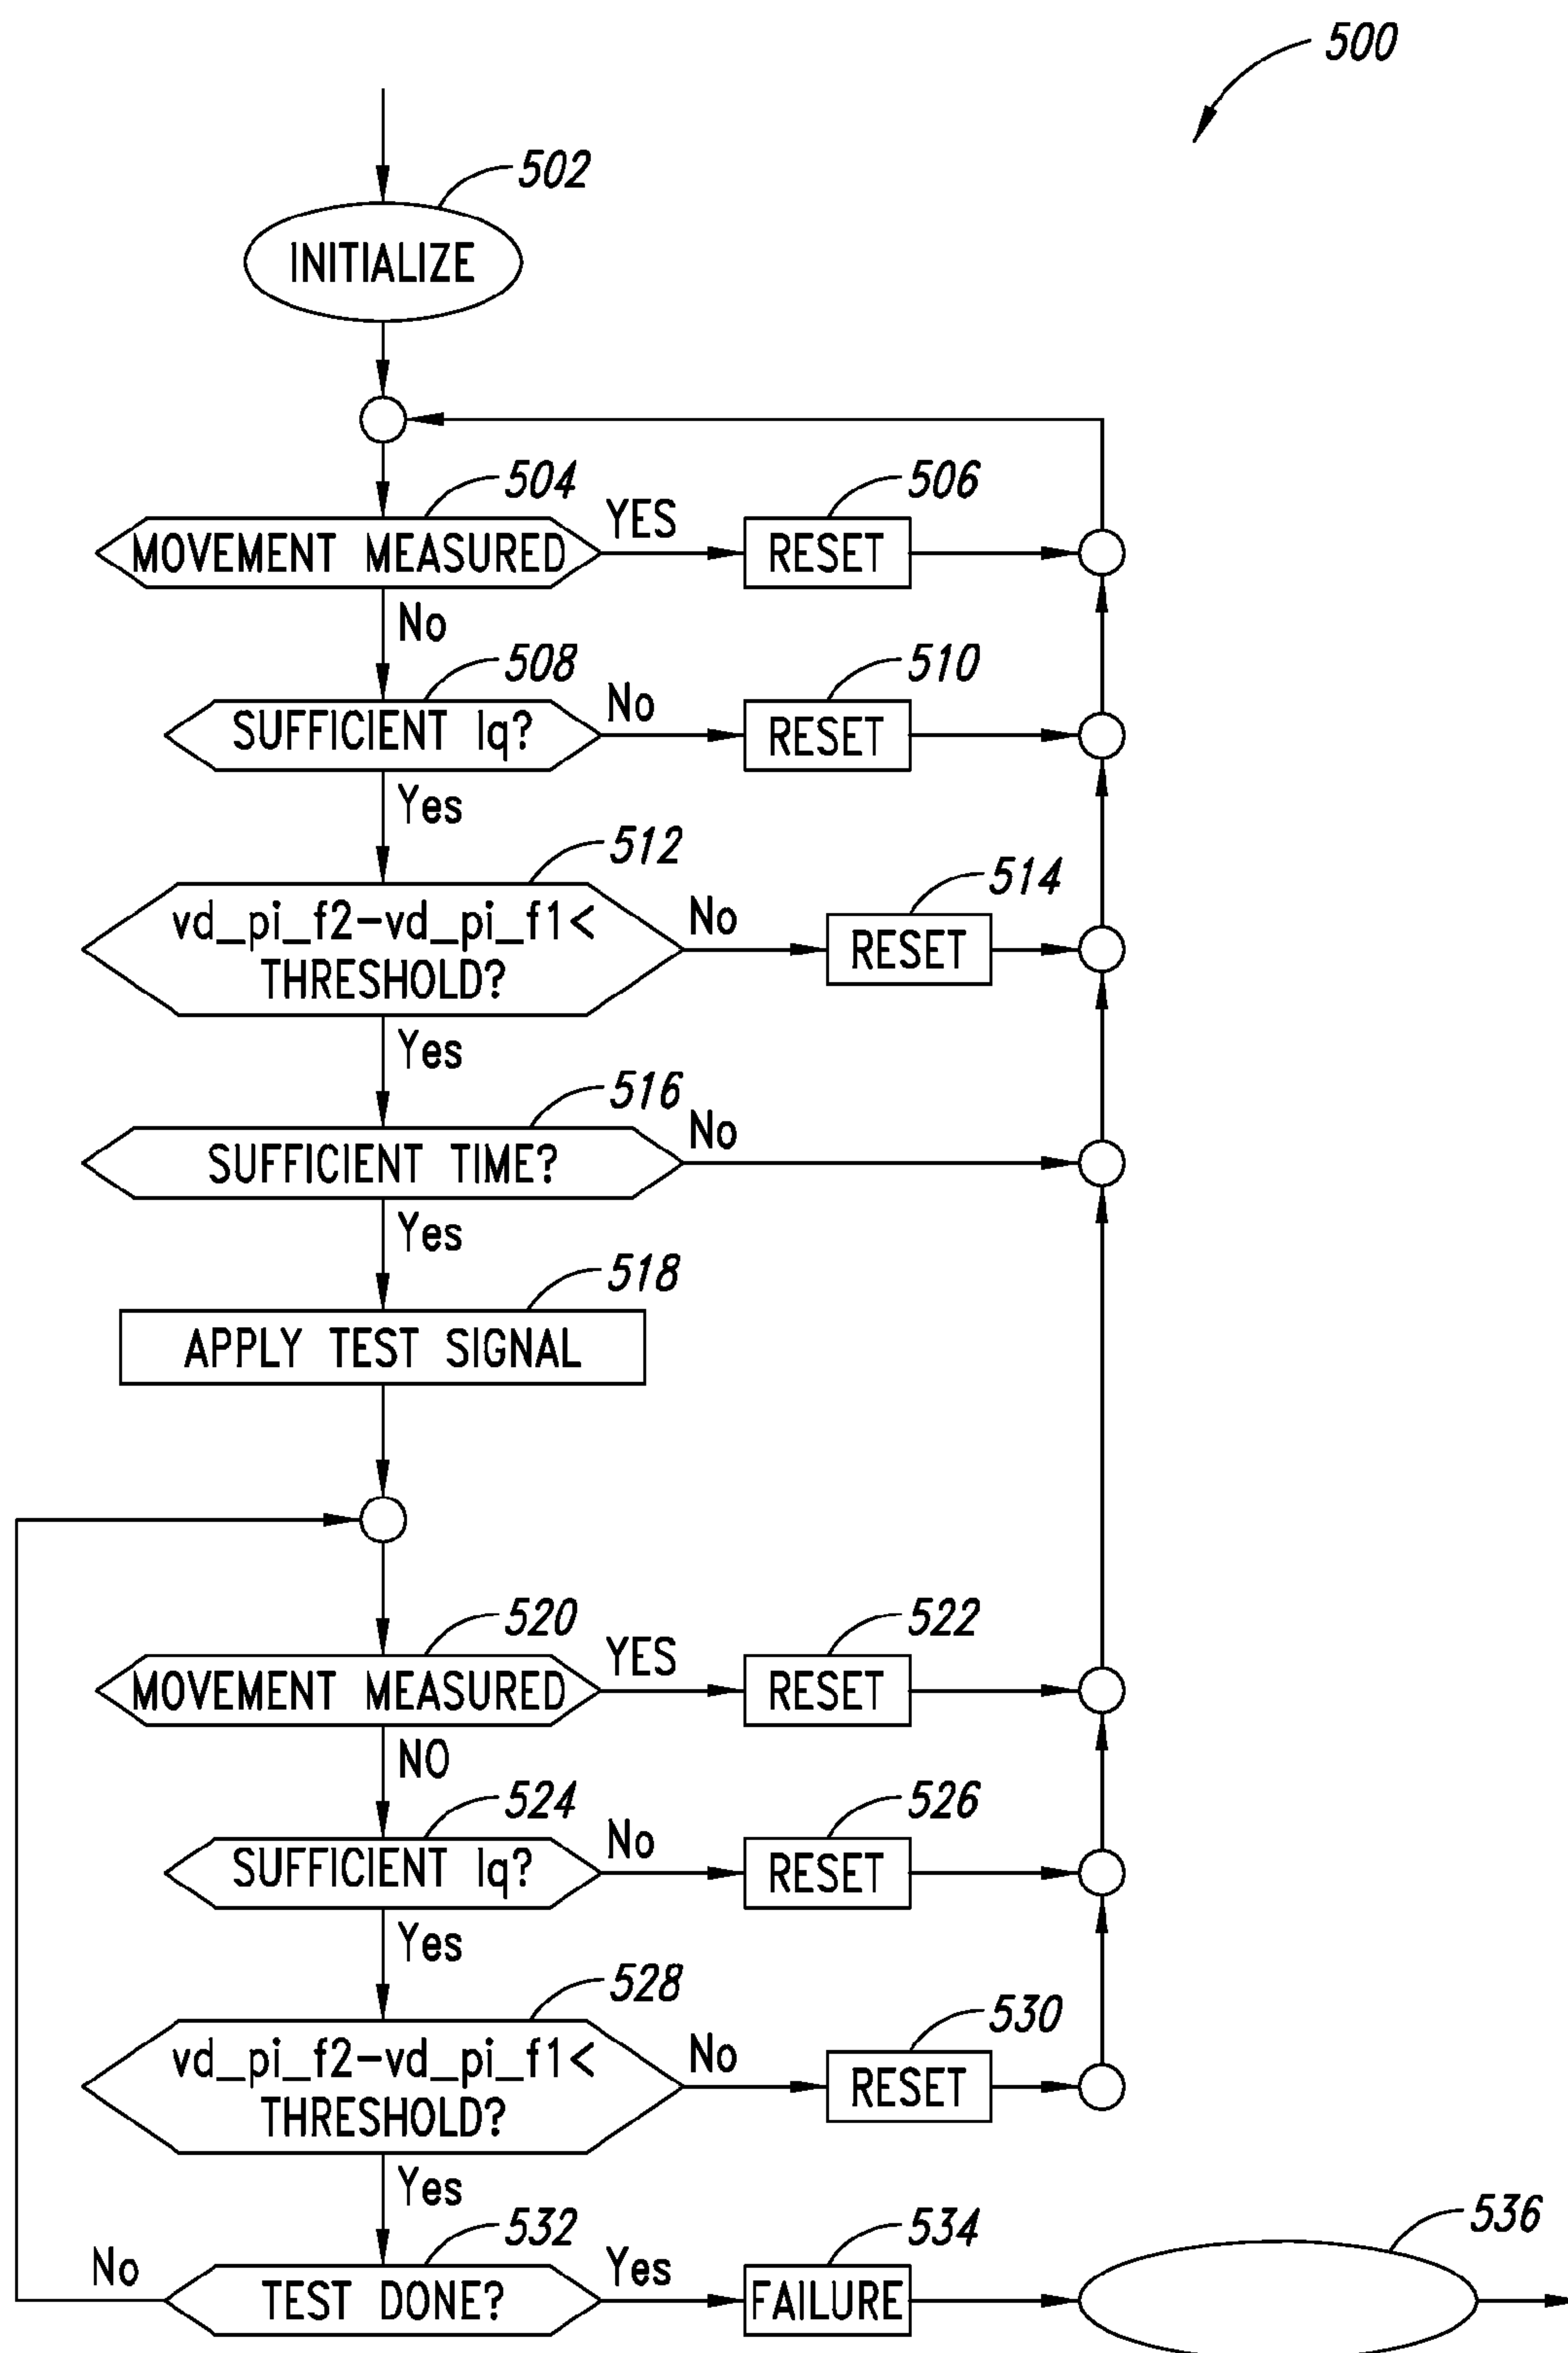 500
502
INITIALIZE
504
YES
506
MOVEMENT MEASURED
RESET
No
508
No
510
SUFFICIENT Iq?
RESET
Yes
512
514
vd_pi_f2-vd_pi_f1<
THRESHOLD?
No
RESET
Yes
516
No
SUFFICIENT TIME?
Yes
518
APPLY TEST SIGNAL
520
YES
522
MOVEMENT MEASURED
RESET
NO
524
No
526
SUFFICIENT Iq?
RESET
Yes
528
530
vd_pi_f2-vd_pi_f1<
THRESHOLD?
No
RESET
Yes
532
534
536
No
TEST DONE?
Yes
FAILURE